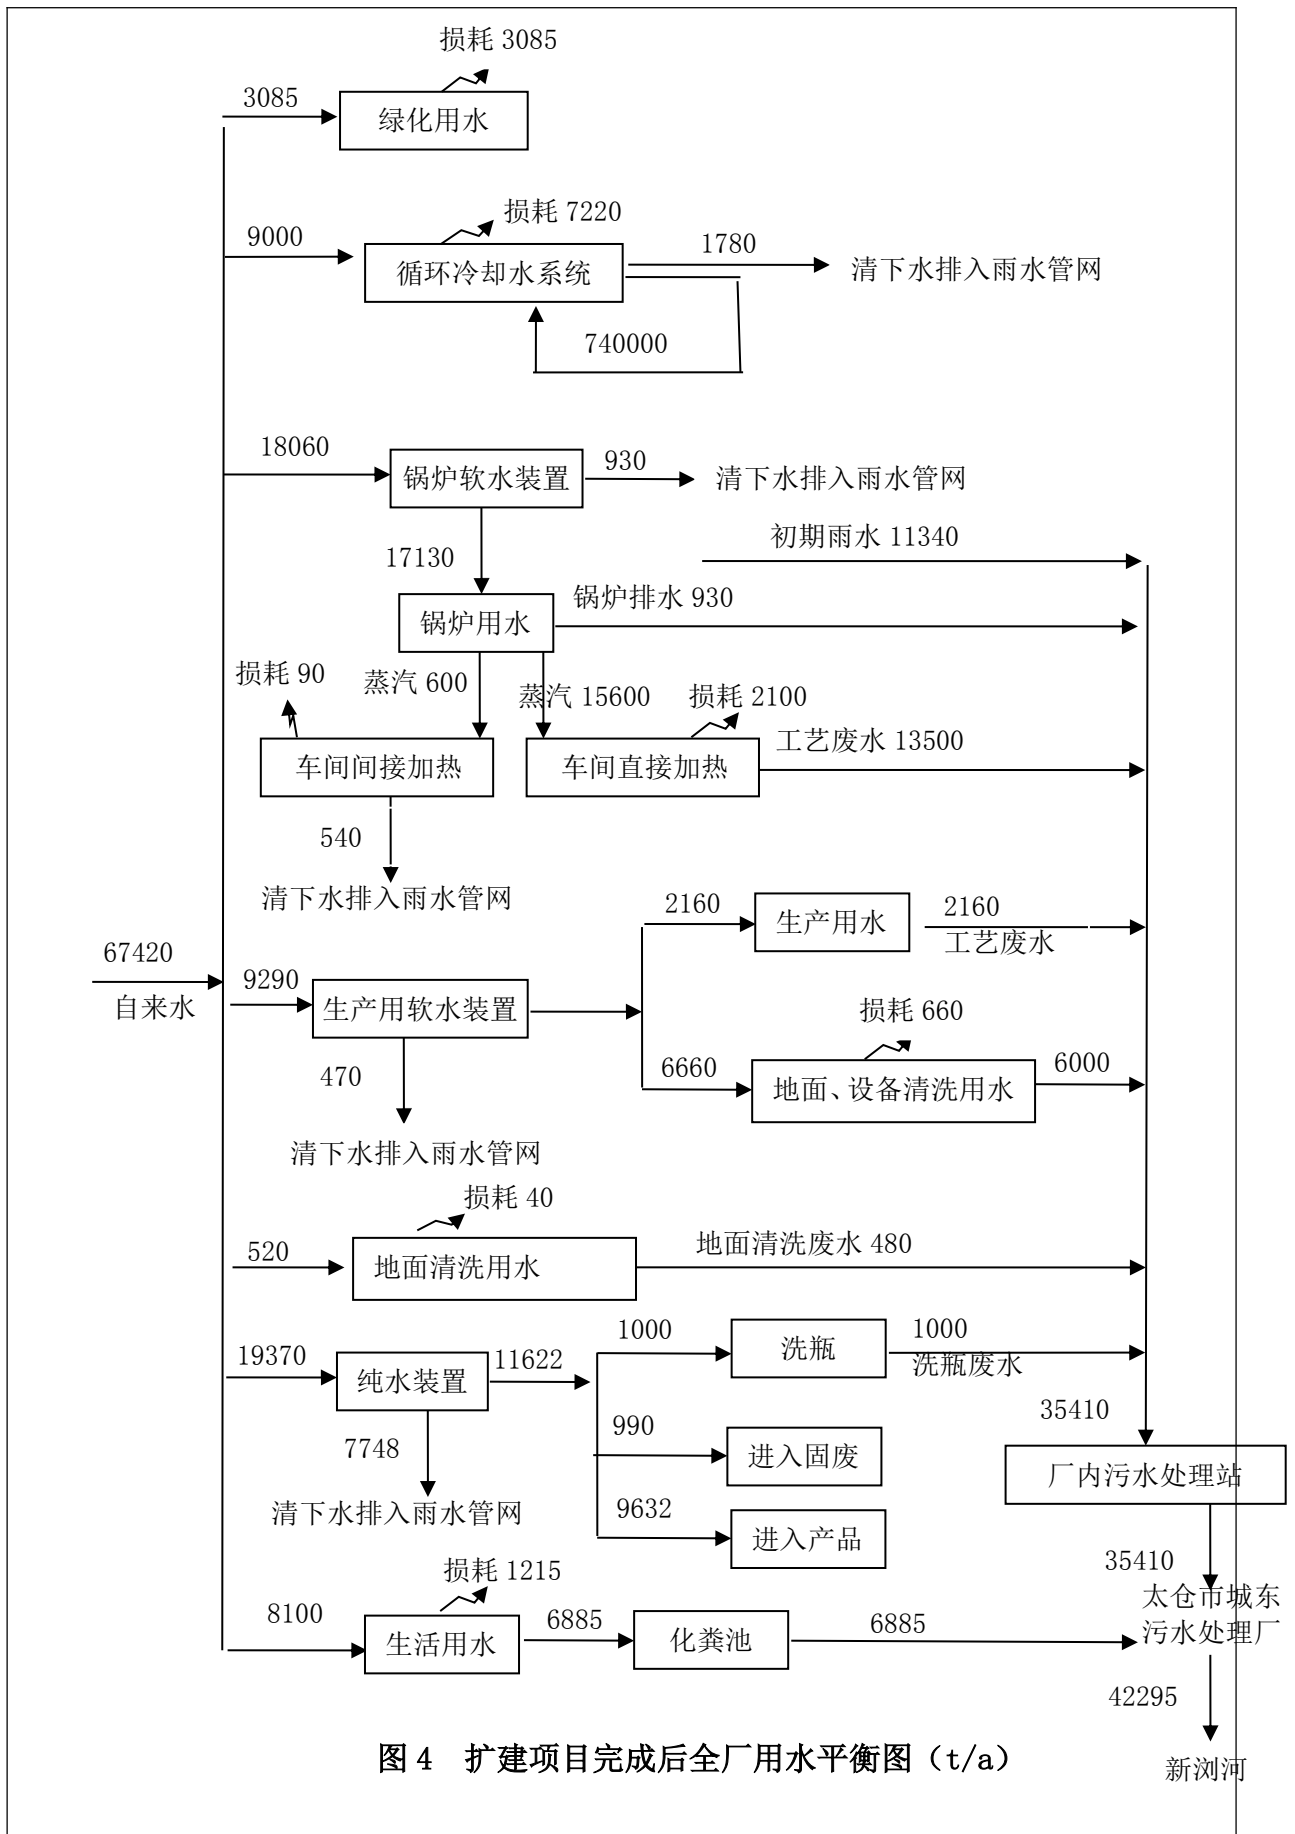 损耗 3085
3085
绿化用水
损耗 7220
9000
1780
循环冷却水系统
清下水排入雨水管网
740000
18060
930
锅炉软水装置
清下水排入雨水管网
初期雨水 11340
17130
锅炉排水 930
锅炉用水
损耗 90
蒸汽 600
蒸汽 15600
损耗 2100
工艺废水 13500
车间间接加热
车间直接加热
540
清下水排入雨水管网
2160
生产用水
2160
工艺废水
67420
自来水
9290
生产用软水装置
损耗 660
470
6660
地面、设备清洗用水
6000
清下水排入雨水管网
损耗 40
520
地面清洗用水
地面清洗废水 480
1000
洗瓶
1000
洗瓶废水
19370
纯水装置
11622
35410
7748
990
进入固废
厂内污水处理站
清下水排入雨水管网
9632
进入产品
35410
损耗 1215
太仓市城东
污水处理厂
8100
生活用水
6885
化粪池
6885
42295
图 4 扩建项目完成后全厂用水平衡图（t/a）
新浏河